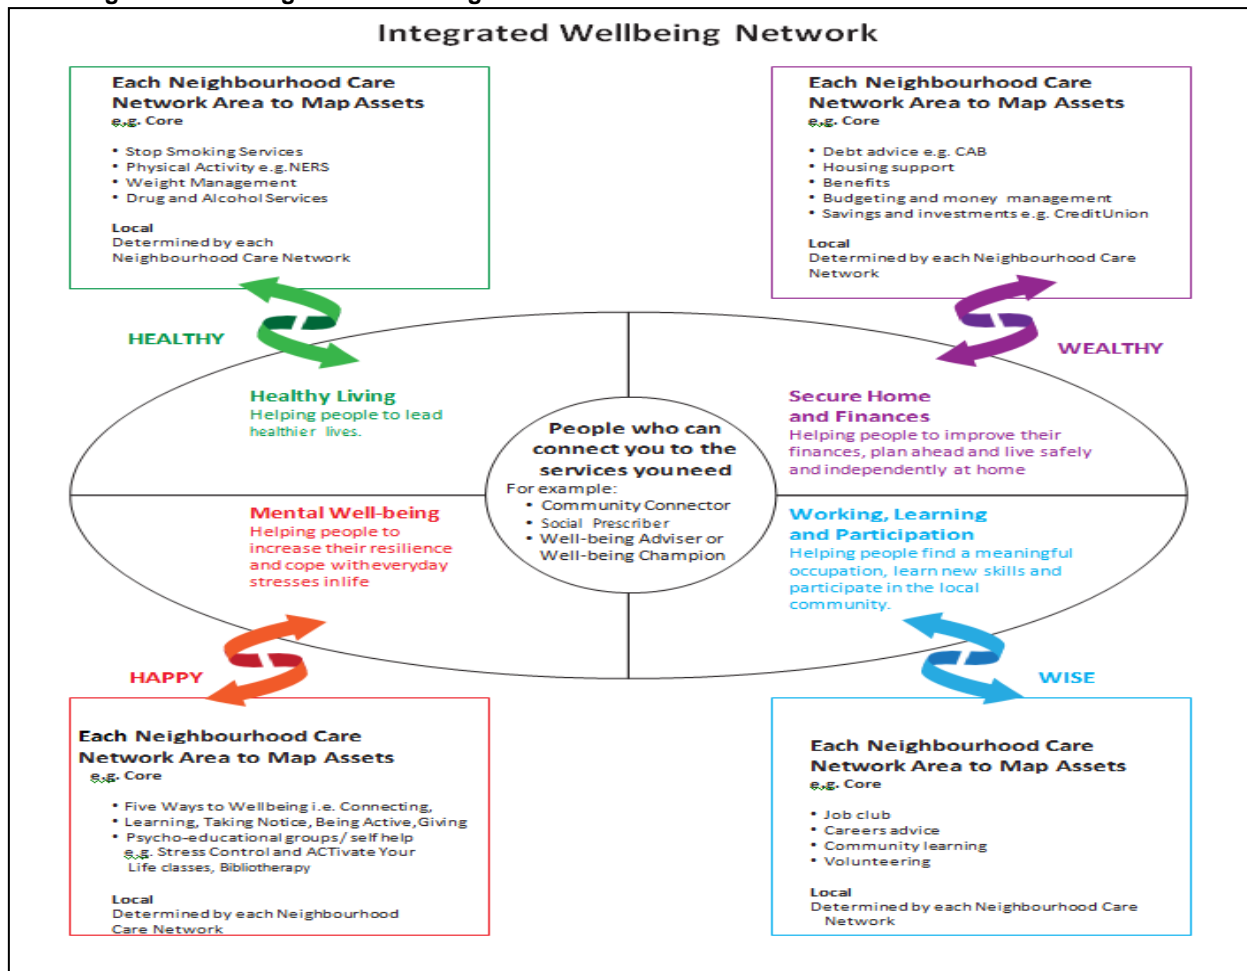 Integrated Wellbeing Network
Each Neighbourhood Care
Network Area to Map Assets
e.g. Core
• Stop Smoking Services
• Physical Activity e.g.NERS
• Weight Management
• Drug and Alcohol Services
Local
Determined by each
Neighbourhood Care Network
Each Neighbourhood Care
Network Area to Map Assets
e.g. Core
• Debt advice e.g. CAB
• Housing support
• Benefits
• Budgeting and money management
• Savings and investments e.g. Credit Union
Local
Determined by each Neighbourhood Care
Network
HEALTHY
WEALTHY
Healthy Living
Helping people to lead
healthier lives.
People who can
connect you to the
services you need
For example:
• Community Connector
• Social Prescriber
• Well-being Adviser or
Well-being Champion
Secure Home
and Finances
Helping people to improve their
finances, plan ahead and live safely
and independently at home
Mental Well-being
Helping people to
increase their resilience
and cope with everyday
stresses in life
Working, Learning
and Participation
Helping people find a meaningful
occupation, learn new skills and
participate in the local
community.
HAPPY
WISE
Each Neighbourhood Care
Network Area to Map Assets
e.g. Core
• Five Ways to Wellbeing i.e. Connecting,
• Learning, Taking Notice, Being Active, Giving
• Psycho-educational groups / self help
e.g. Stress Control and ACTivate Your
Life classes, Bibliotherapy
Local
Determined by each Neighbourhood
Care Network
Each Neighbourhood Care
Network Area to Map Assets
e.g. Core
• Job club
• Careers advice
• Community learning
• Volunteering
Local
Determined by each Neighbourhood Care
Network